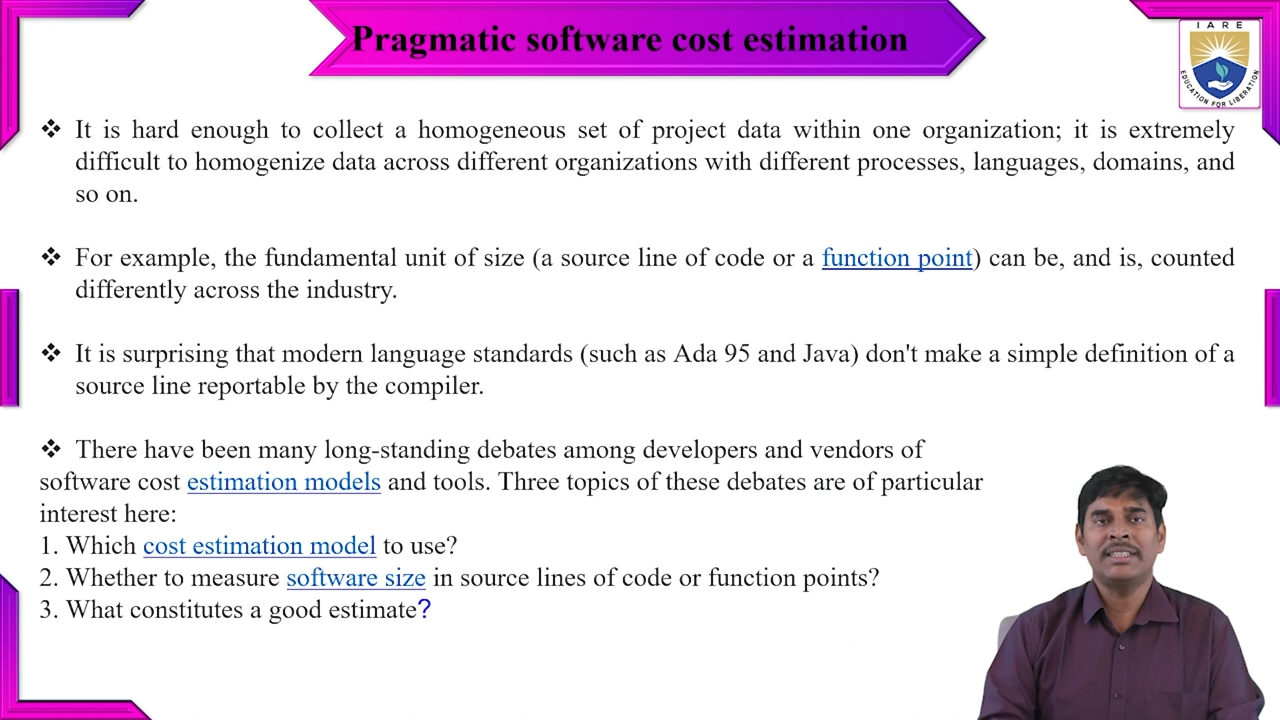 Pragmatic software cost estimation
I A R E
EDUCATION FOR LIBERATION
❖ It is hard enough to collect a homogeneous set of project data within one organization; it is extremely
difficult to homogenize data across different organizations with different processes, languages, domains, and
so on.
❖ For example, the fundamental unit of size (a source line of code or a function point) can be, and is, counted
differently across the industry.
❖ It is surprising that modern language standards (such as Ada 95 and Java) don't make a simple definition of a
source line reportable by the compiler.
❖ There have been many long-standing debates among developers and vendors of
software cost estimation models and tools. Three topics of these debates are of particular
interest here:
1. Which cost estimation model to use?
2. Whether to measure software size in source lines of code or function points?
3. What constitutes a good estimate?